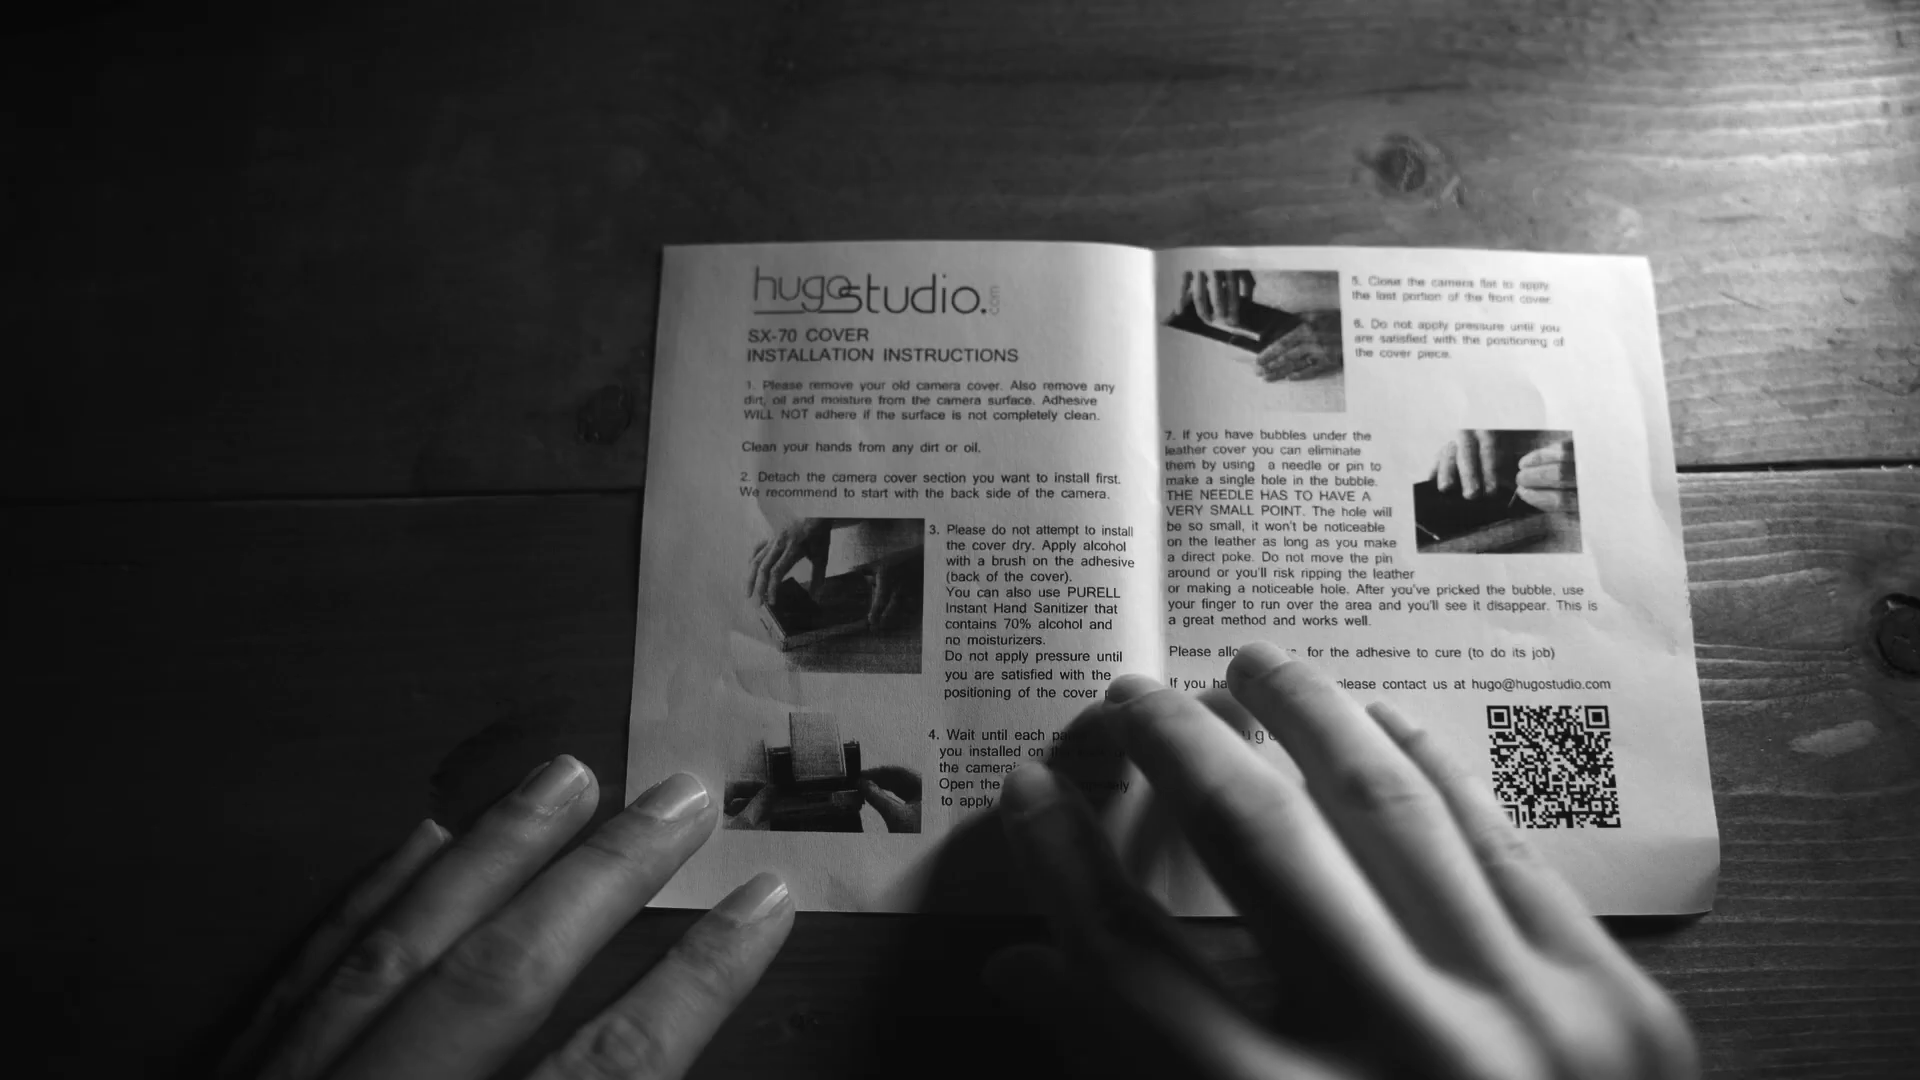 hugostudio.com
SX-70 COVER
INSTALLATION INSTRUCTIONS
1. Please remove your old camera cover. Also remove any
dirt, oil and moisture from the camera surface. Adhesive
WILL NOT adhere if the surface is not completely clean.
Clean your hands from any dirt or oil.
2. Detach the camera cover section you want to install first.
We recommend to start with the back side of the camera.
3. Please do not attempt to install
the cover dry. Apply alcohol
with a brush on the adhesive
(back of the cover).
You can also use PURELL
Instant Hand Sanitizer that
contains 70% alcohol and
no moisturizers.
Do not apply pressure until
you are satisfied with the
positioning of the cover
4. Wait until each
you installed on
the camera
Open the
to apply
5. Close the camera flat to apply
the last portion of the front cover.
6. Do not apply pressure until you
are satisfied with the positioning of
the cover piece.
7. If you have bubbles under the
leather cover you can eliminate
them by using a needle or pin to
make a single hole in the bubble.
THE NEEDLE HAS TO HAVE A
VERY SMALL POINT. The hole will
be so small, it won't be noticeable
on the leather as long as you make
a direct poke. Do not move the pin
around or you'll risk ripping the leather
or making a noticeable hole. After you've pricked the bubble, use
your finger to run over the area and you'll see it disappear. This is
a great method and works well.
Please for the adhesive to cure (to do its job)
If you please contact us at hugo@hugostudio.com